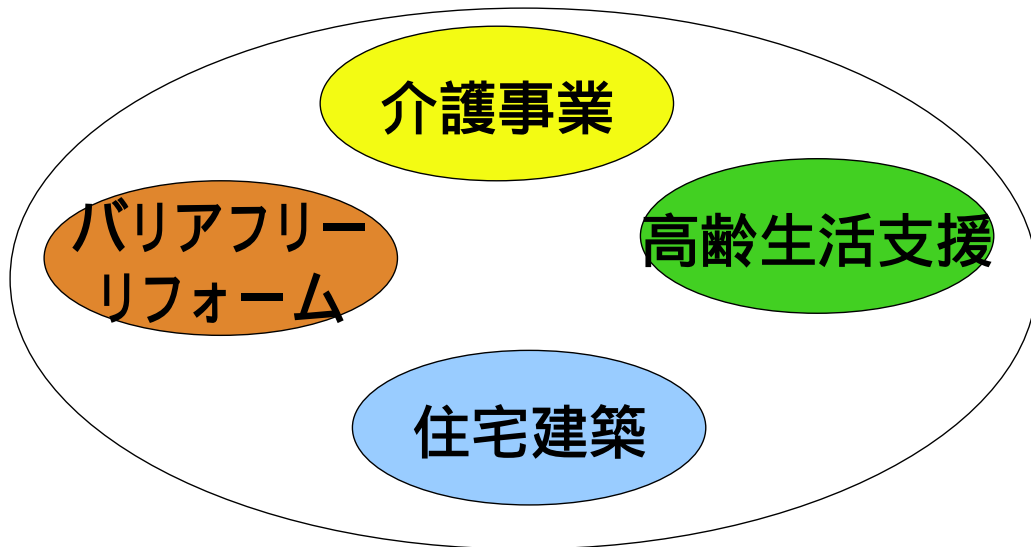 介護事業
バリアフリー
リフォーム
高齢生活支援
住宅建築